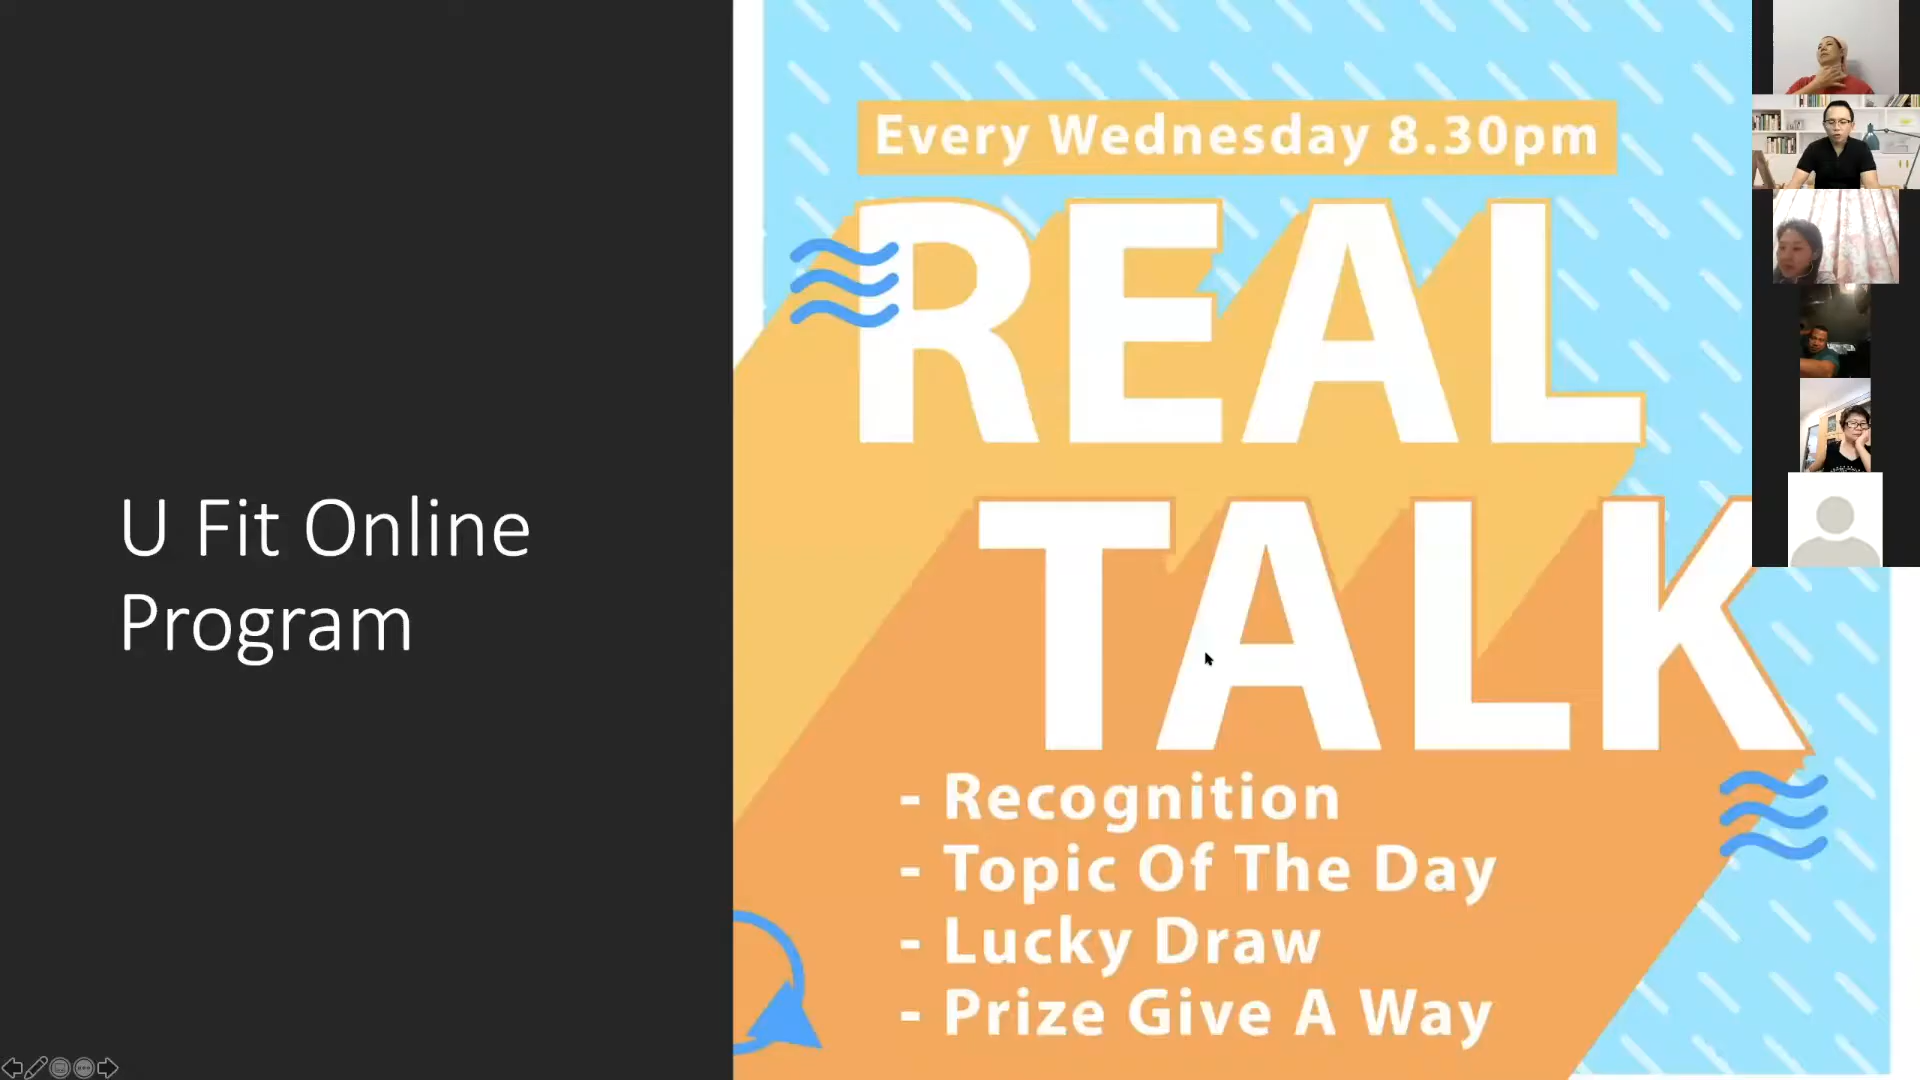 U Fit Online
Program
Every Wednesday 8.30pm
REAL
TALK
- Recognition
- Topic Of The Day
- Lucky Draw
- Prize Give A Way